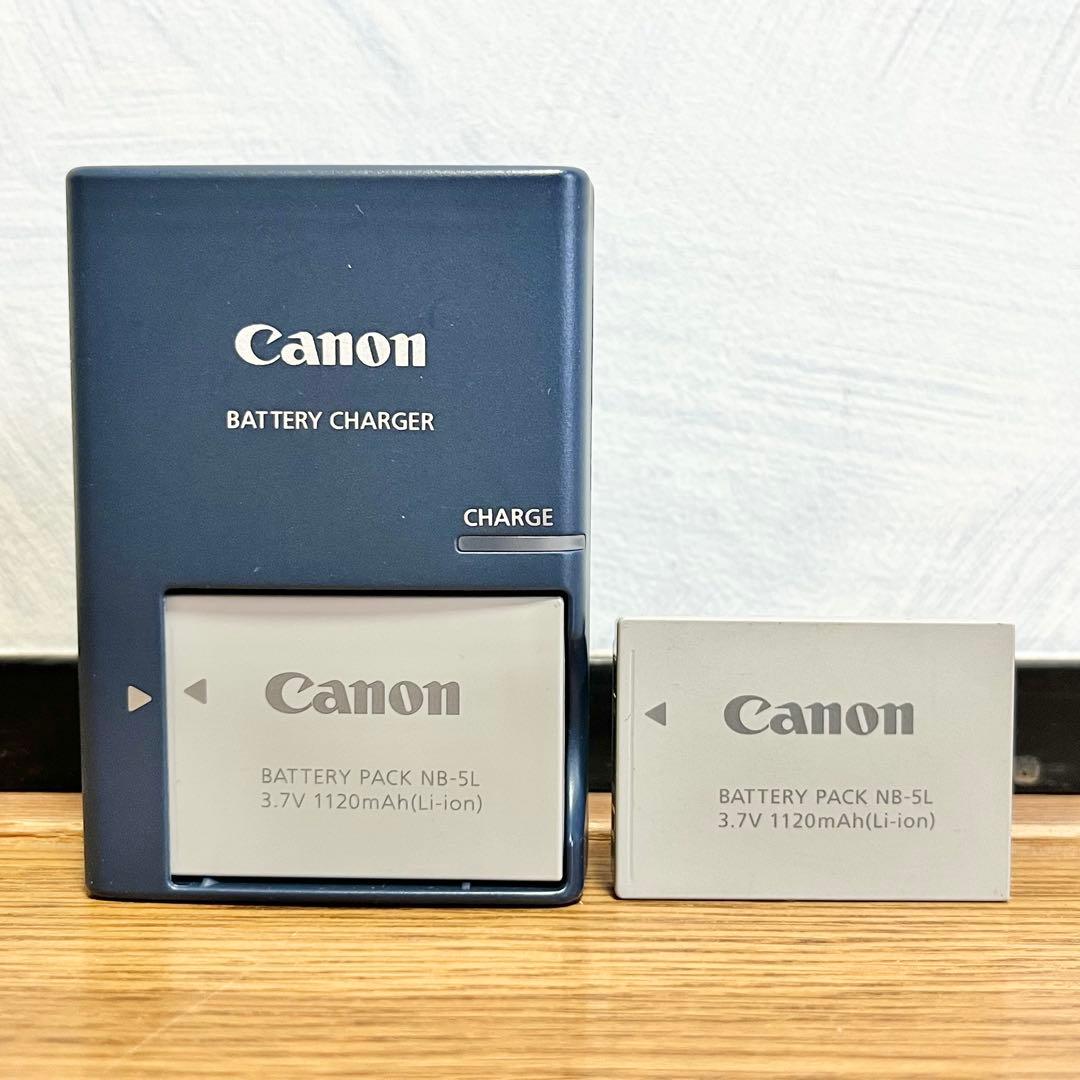 Canon
BATTERY CHARGER
CHARGE
Canon
BATTERY PACK NB-5L
3.7V 1120mAh(Li-ion)
Canon
BATTERY PACK NB-5L
3.7V 1120mAh(Li-ion)